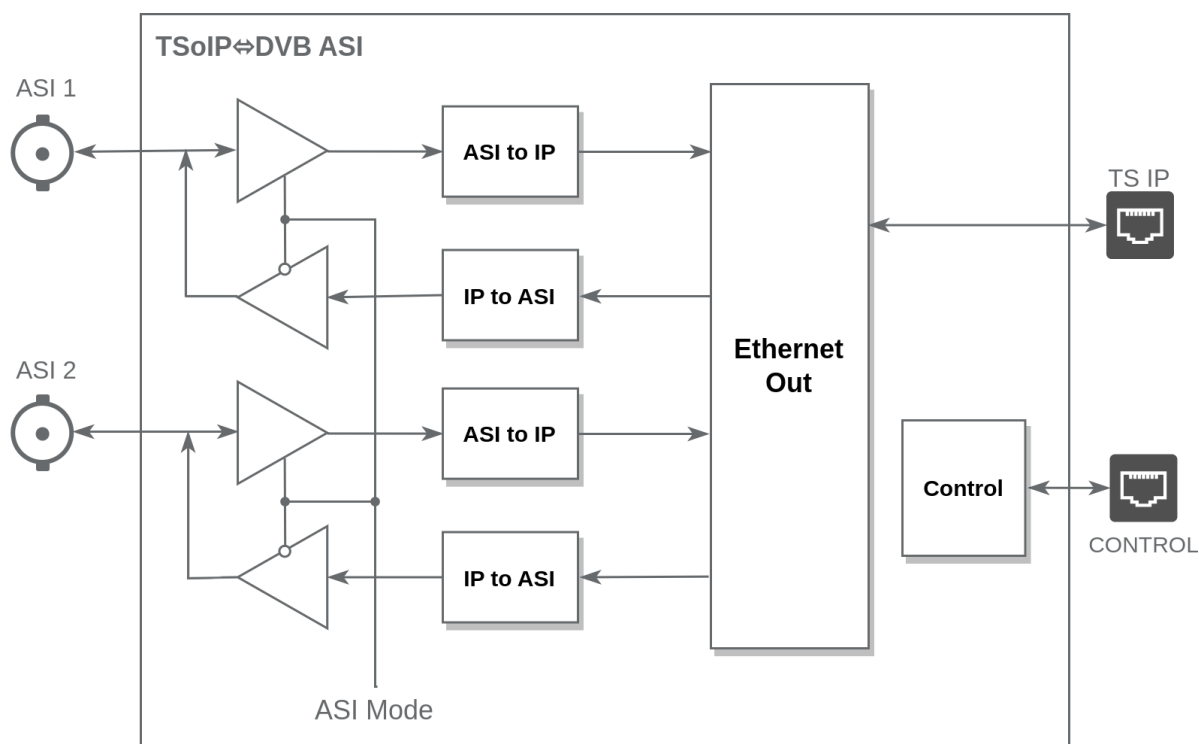 TSoIP⇔DVB ASI
ASI 1
ASI to IP
TS IP
IP to ASI
Ethernet
Out
ASI 2
ASI to IP
Control
CONTROL
IP to ASI
ASI Mode